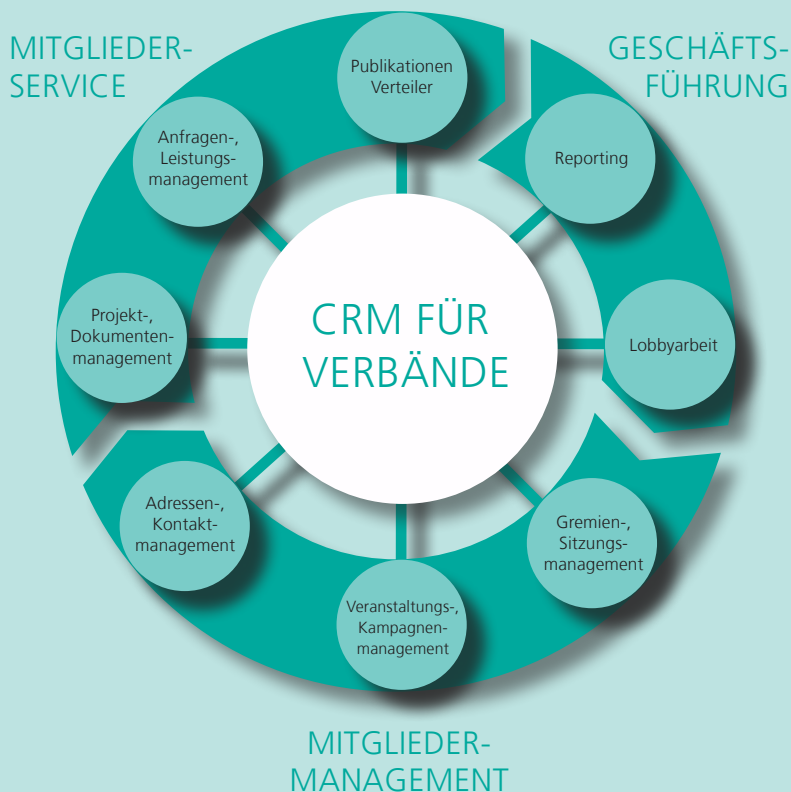 MITGLIEDER-
SERVICE
GESCHÄFTS-
FÜHRUNG
Publikationen
Verteiler
Anfragen-,
Leistungs-
management
Reporting
Projekt-,
Dokumenten-
management
CRM FÜR
VERBÄNDE
Lobbyarbeit
Adressen-,
Kontakt-
management
Gremien-,
Sitzungs-
management
Veranstaltungs-,
Kampagnen-
management
MITGLIEDER-
MANAGEMENT